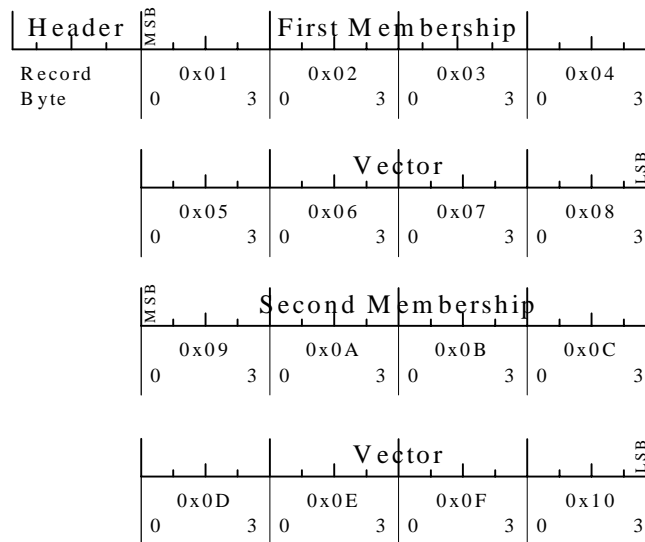 Header MSB First Membership
Record 0x01 0x02 0x03 0x04
Byte 0 3 0 3 0 3 0 3
Vector LSB
0x05 0x06 0x07 0x08
0 3 0 3 0 3 0 3
MSB Second Membership
0x09 0x0A 0x0B 0x0C
0 3 0 3 0 3 0 3
Vector LSB
0x0D 0x0E 0x0F 0x10
0 3 0 3 0 3 0 3